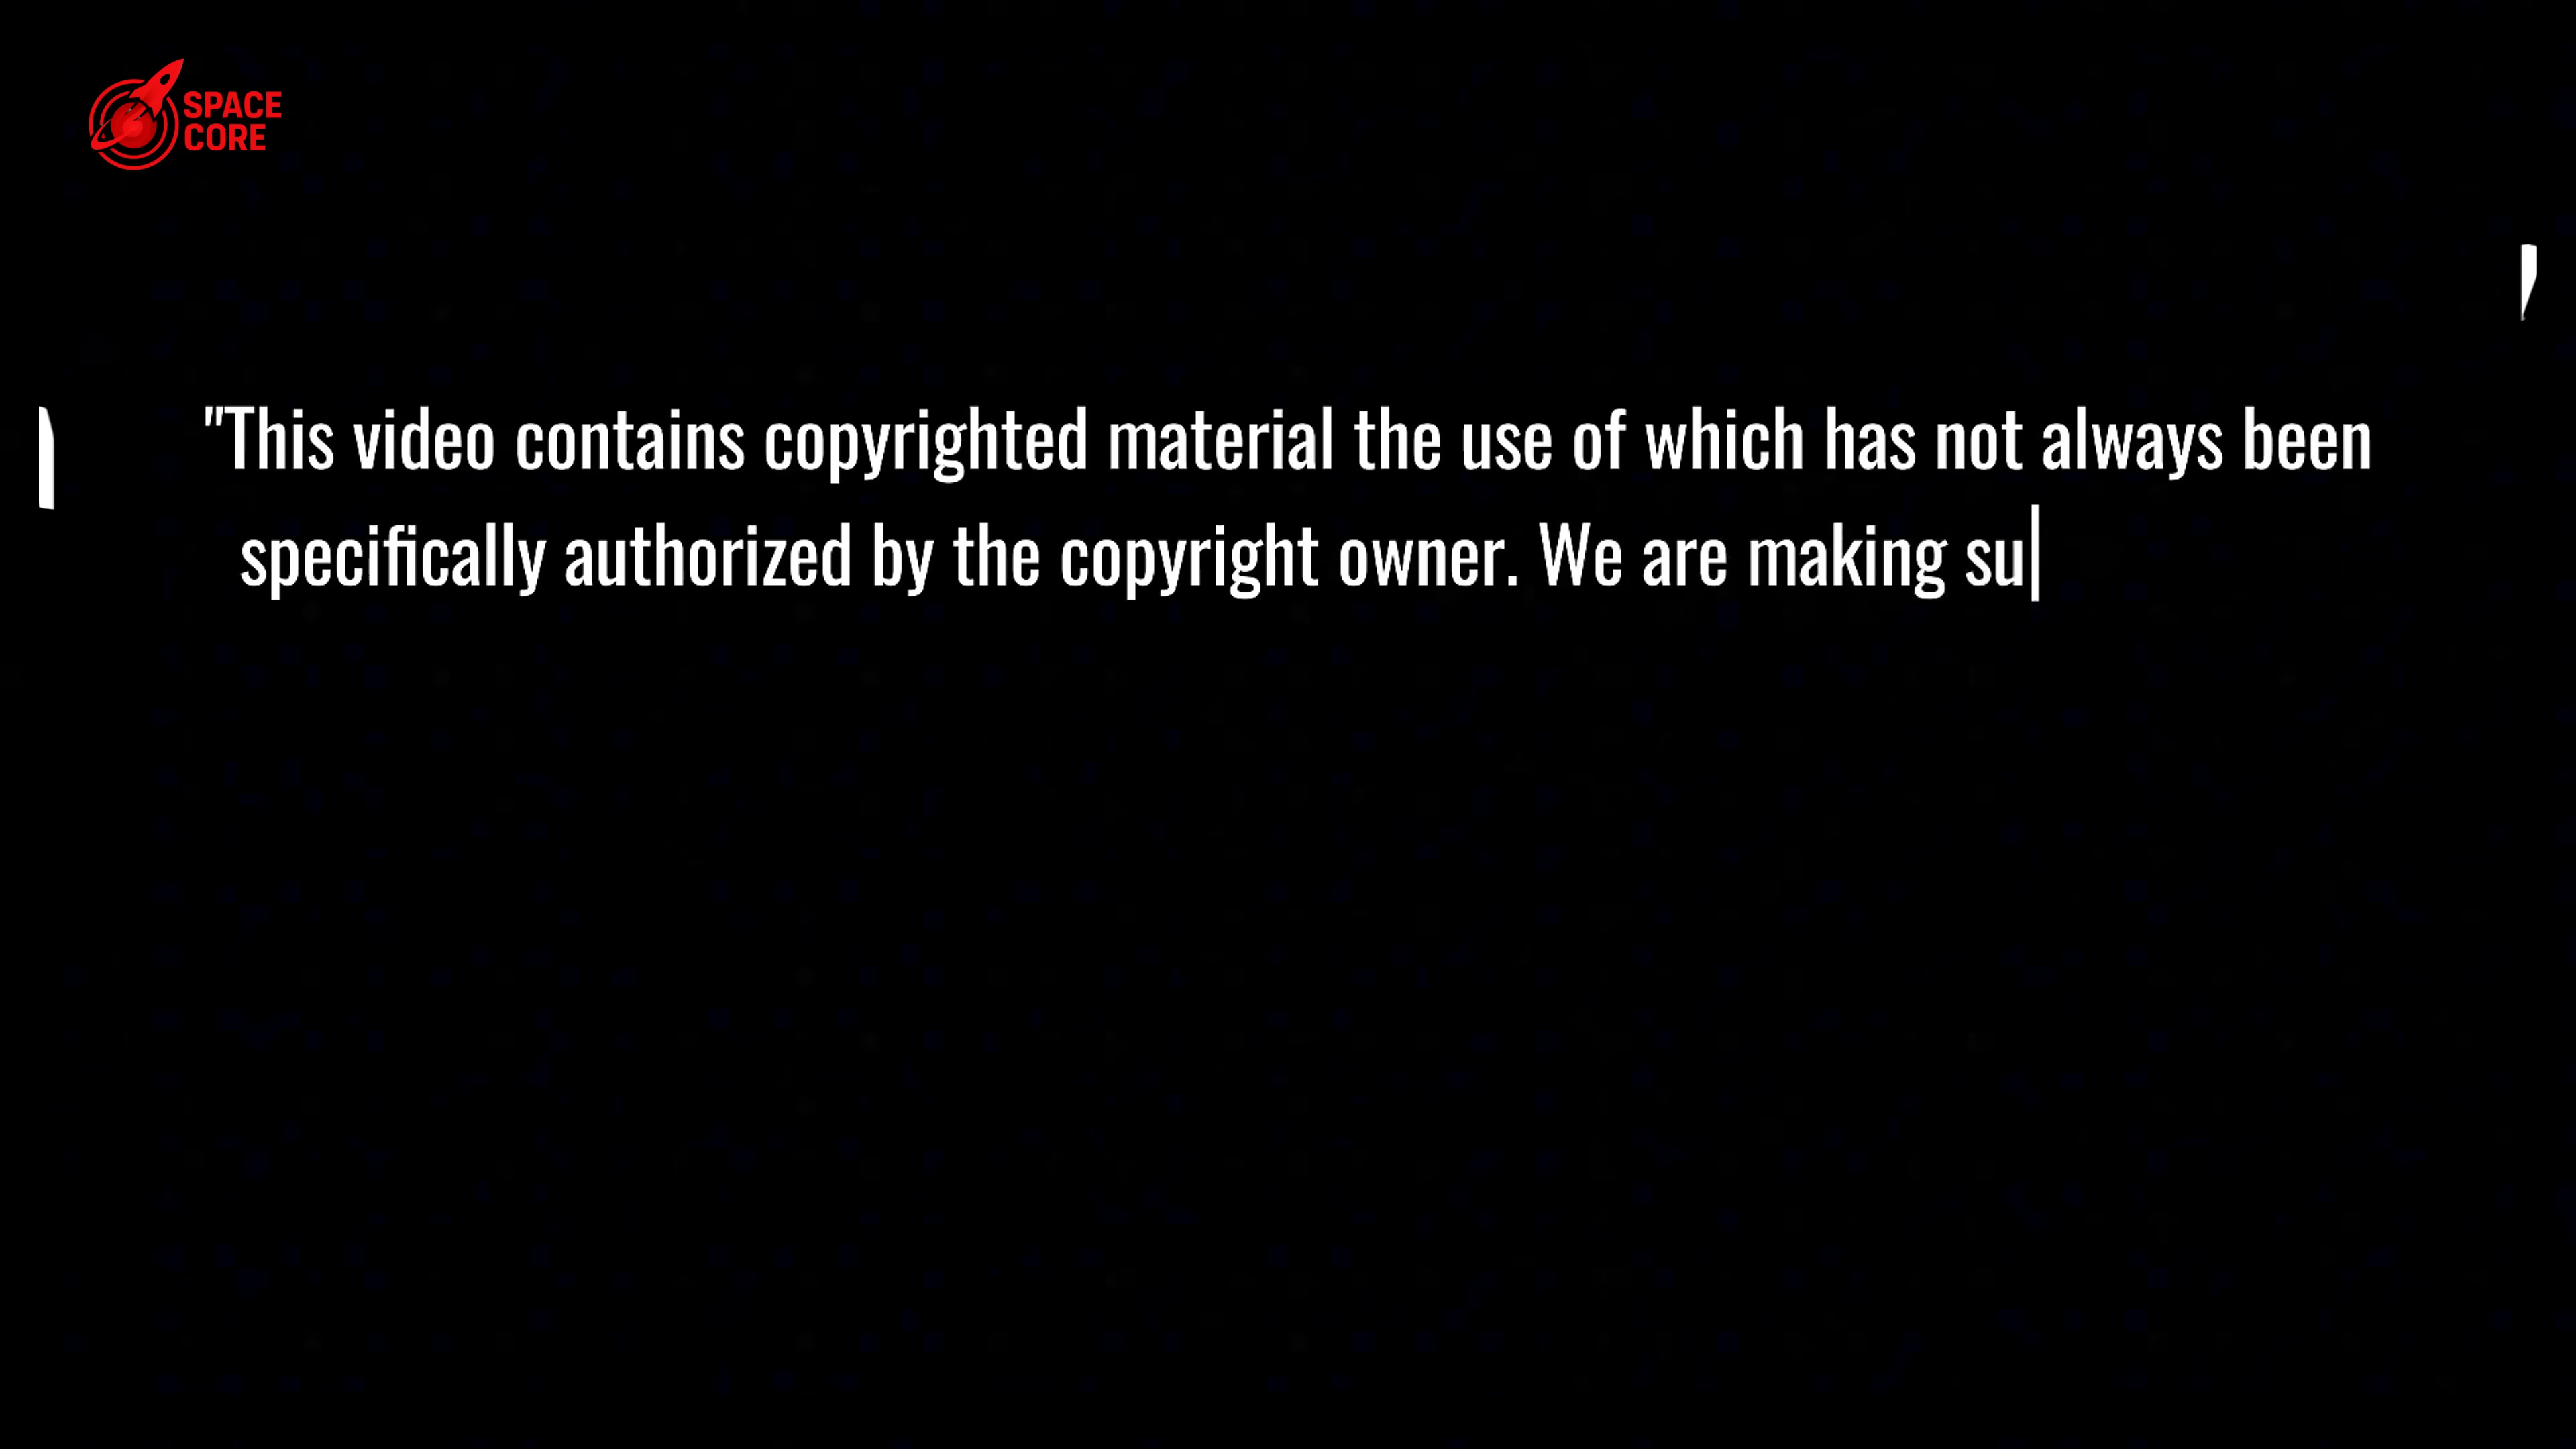 SPACE
CORE
"This video contains copyrighted material the use of which has not always been
specifically authorized by the copyright owner. We are making su